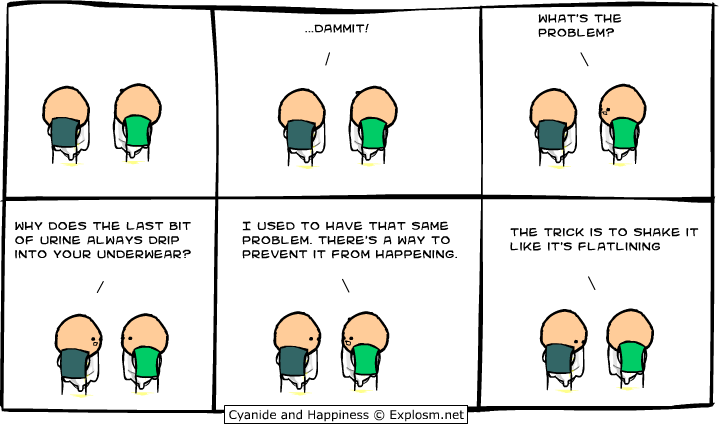 ...DAMMIT!
WHAT'S THE
PROBLEM?
WHY DOES THE LAST BIT
OF URINE ALWAYS DRIP
INTO YOUR UNDERWEAR?
I USED TO HAVE THAT SAME
PROBLEM. THERE'S A WAY TO
PREVENT IT FROM HAPPENING.
THE TRICK IS TO SHAKE IT
LIKE IT'S FLATLINING
Cyanide and Happiness © Explosm.net